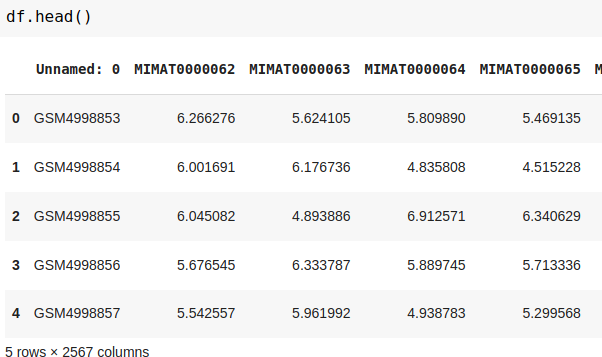 df.head()
Unnamed: 0 MIMAT0000062 MIMAT0000063 MIMAT0000064 MIMAT0000065
0 GSM4998853 6.266276 5.624105 5.809890 5.469135
1 GSM4998854 6.001691 6.176736 4.835808 4.515228
2 GSM4998855 6.045082 4.893886 6.912571 6.340629
3 GSM4998856 5.676545 6.333787 5.889745 5.713336
4 GSM4998857 5.542557 5.961992 4.938783 5.299568
5 rows × 2567 columns